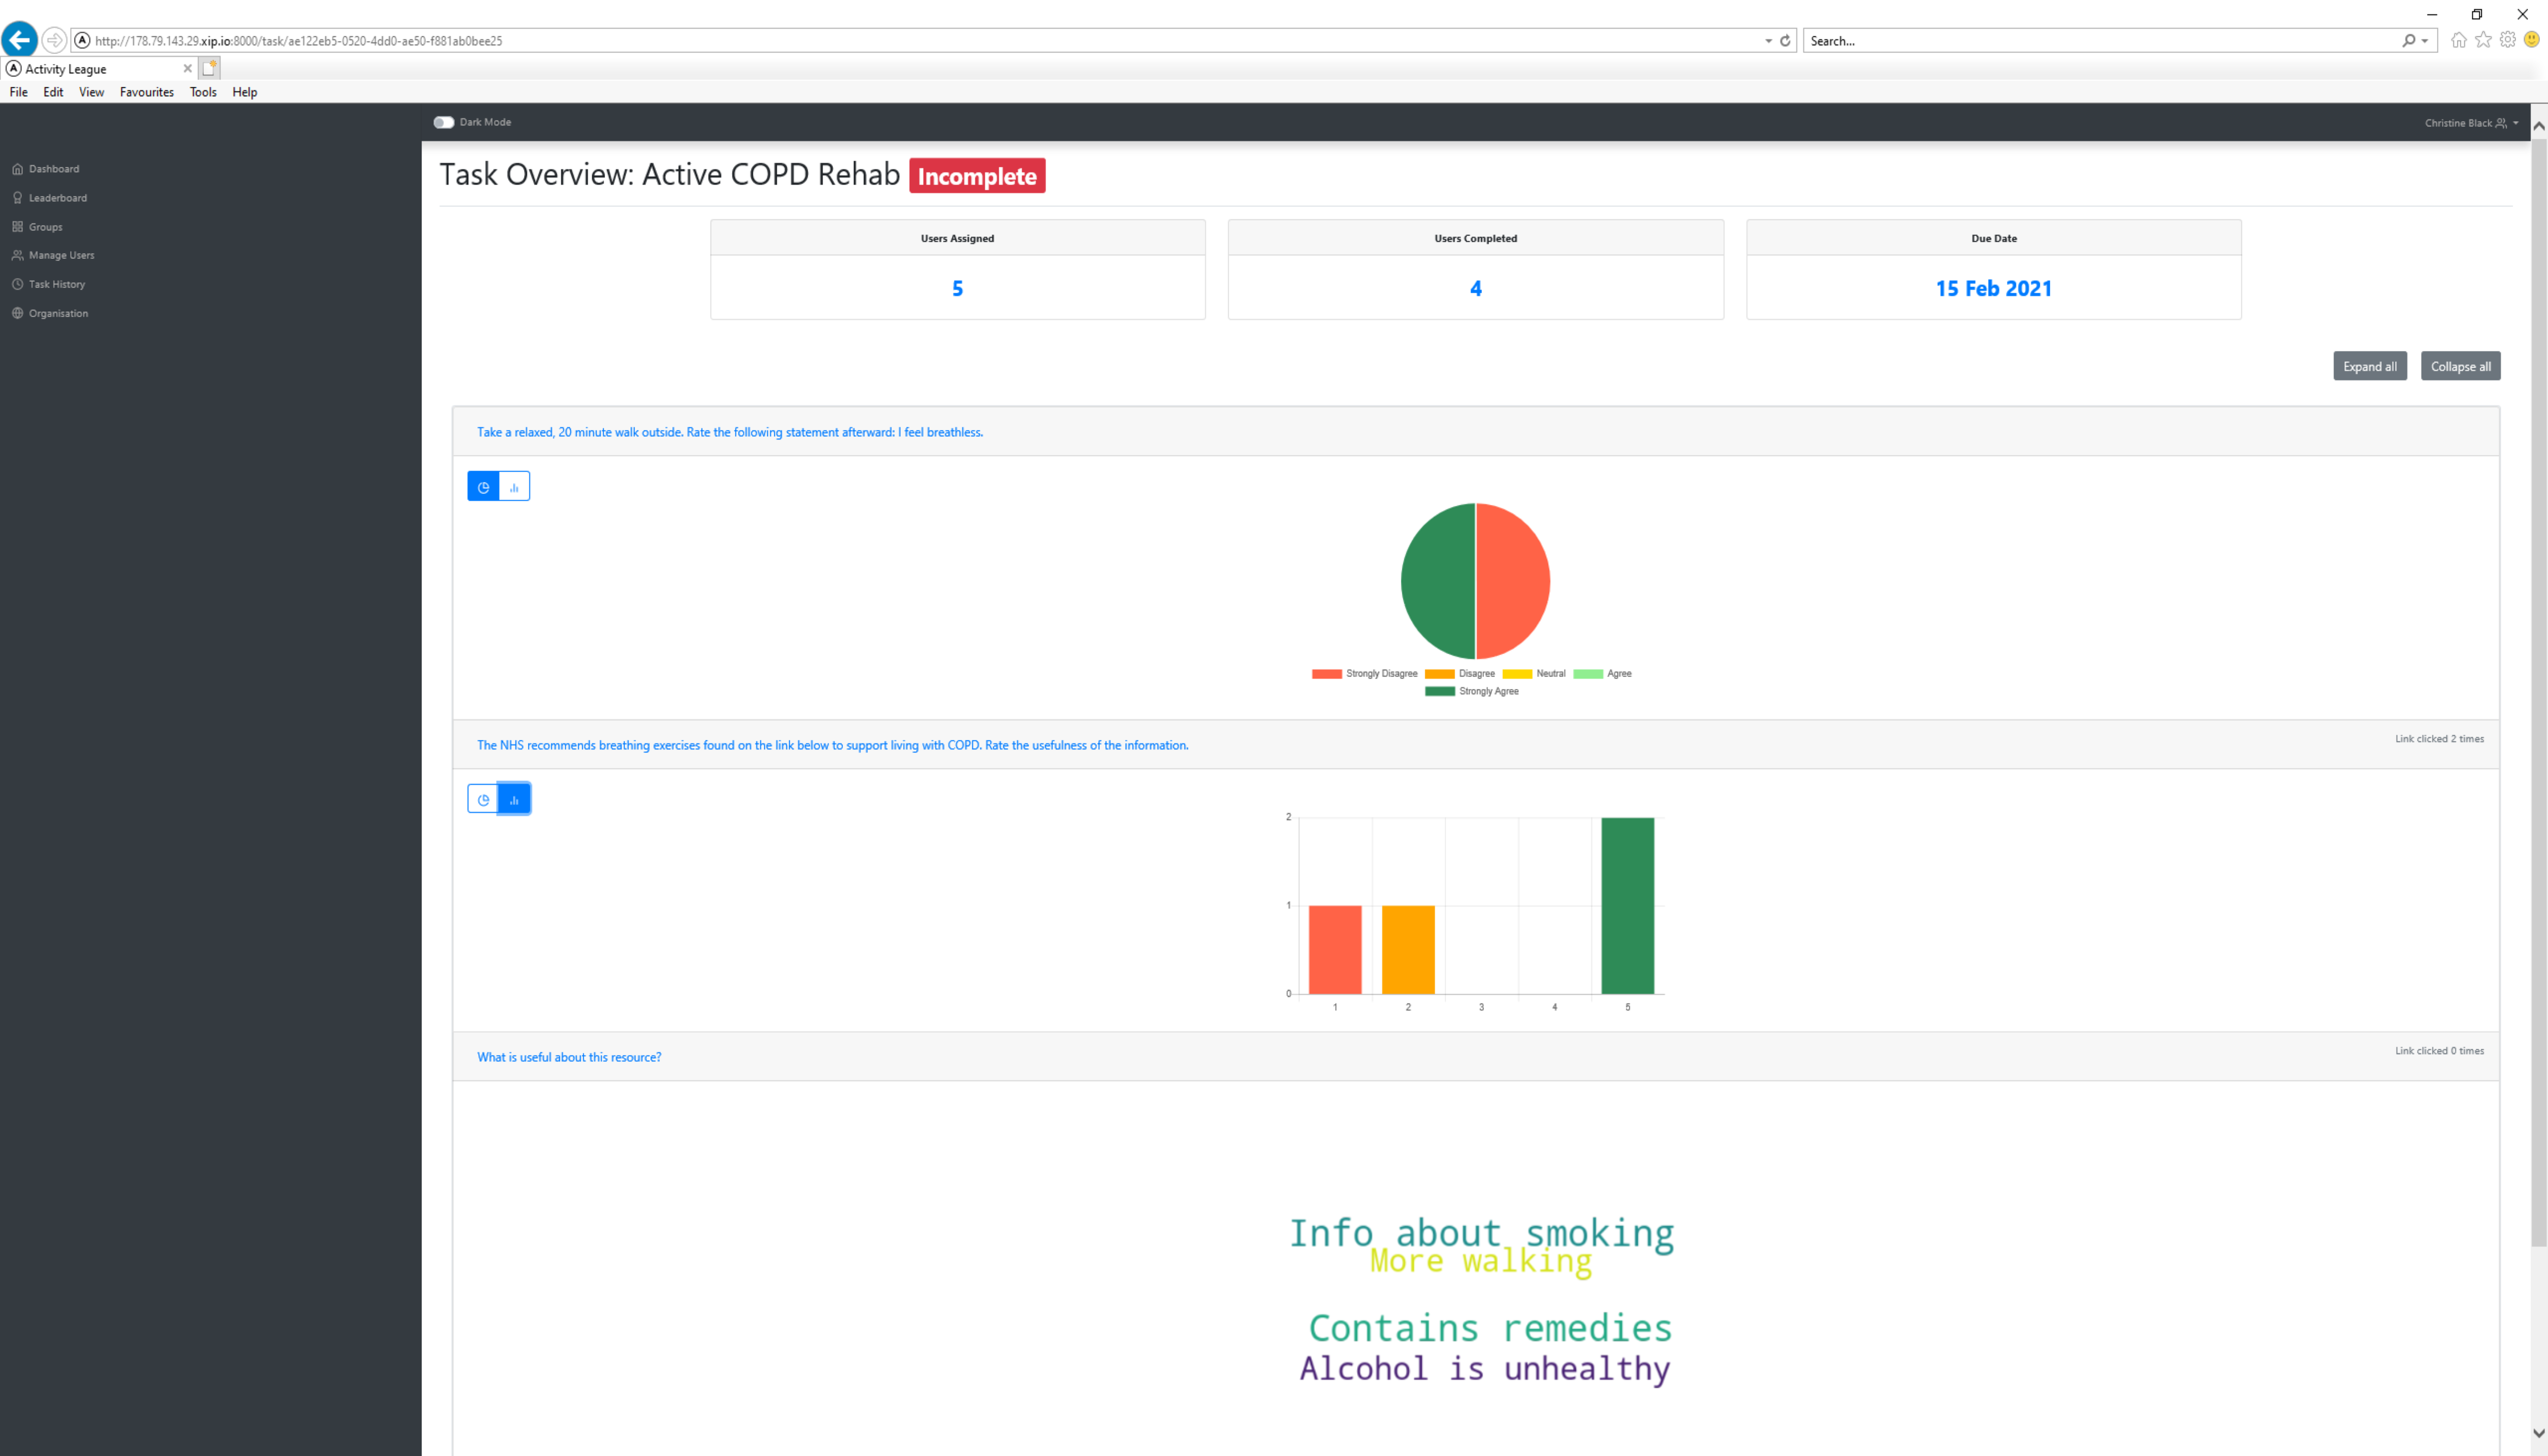 http://178.79.143.29.xip.io:8000/task/ae122eb5-0520-4dd0-ae50-f881ab0bee25
Search...
Activity League
File Edit View Favourites Tools Help
Dark Mode
Christine Black
Dashboard
Leaderboard
Groups
Manage Users
Task History
Organisation
Task Overview: Active COPD Rehab Incomplete
Users Assigned
5
Users Completed
4
Due Date
15 Feb 2021
Expand all Collapse all
Take a relaxed, 20 minute walk outside. Rate the following statement afterward: I feel breathless.
Strongly Disagree Disagree Neutral Agree
Strongly Agree
The NHS recommends breathing exercises found on the link below to support living with COPD. Rate the usefulness of the information.
Link clicked 2 times
2
1
0
1 2 3 4 5
What is useful about this resource?
Link clicked 0 times
Info about smoking
More walking
Contains remedies
Alcohol is unhealthy